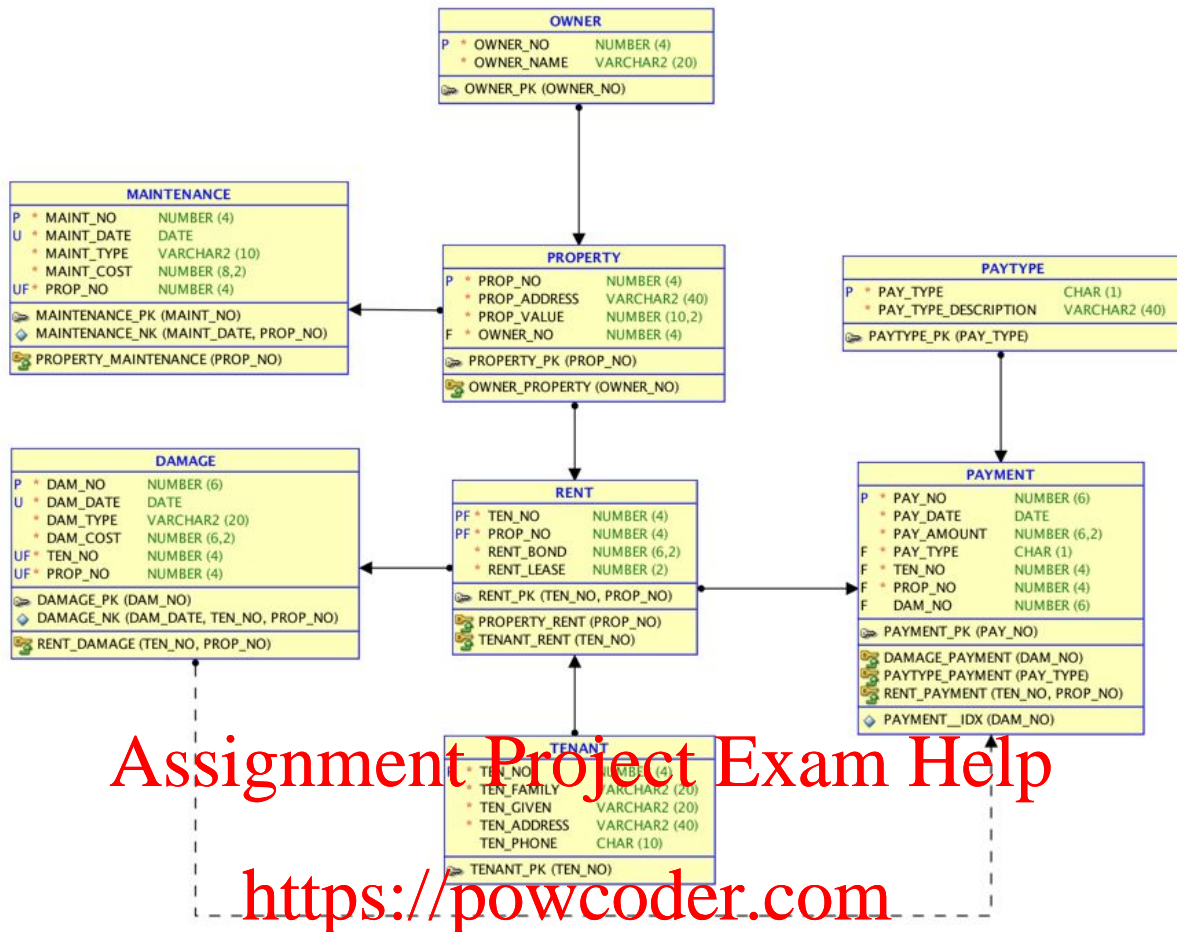 OWNER
P * OWNER_NO NUMBER (4)
* OWNER_NAME VARCHAR2 (20)
OWNER_PK (OWNER_NO)
MAINTENANCE
P * MAINT_NO NUMBER (4)
U * MAINT_DATE DATE
* MAINT_TYPE VARCHAR2 (10)
* MAINT_COST NUMBER (8,2)
UF * PROP_NO NUMBER (4)
MAINTENANCE_PK (MAINT_NO)
MAINTENANCE_NK (MAINT_DATE, PROP_NO)
PROPERTY_MAINTENANCE (PROP_NO)
PROPERTY
P * PROP_NO NUMBER (4)
* PROP_ADDRESS VARCHAR2 (40)
* PROP_VALUE NUMBER (10,2)
F * OWNER_NO NUMBER (4)
PROPERTY_PK (PROP_NO)
OWNER_PROPERTY (OWNER_NO)
PAYTYPE
P * PAY_TYPE CHAR (1)
* PAY_TYPE_DESCRIPTION VARCHAR2 (40)
PAYTYPE_PK (PAY_TYPE)
DAMAGE
P * DAM_NO NUMBER (6)
U * DAM_DATE DATE
* DAM_TYPE VARCHAR2 (20)
* DAM_COST NUMBER (6,2)
UF * TEN_NO NUMBER (4)
UF * PROP_NO NUMBER (4)
DAMAGE_PK (DAM_NO)
DAMAGE_NK (DAM_DATE, TEN_NO, PROP_NO)
RENT_DAMAGE (TEN_NO, PROP_NO)
RENT
PF * TEN_NO NUMBER (4)
PF * PROP_NO NUMBER (4)
* RENT_BOND NUMBER (6,2)
* RENT_LEASE NUMBER (2)
RENT_PK (TEN_NO, PROP_NO)
PROPERTY_RENT (PROP_NO)
TENANT_RENT (TEN_NO)
PAYMENT
P * PAY_NO NUMBER (6)
* PAY_DATE DATE
* PAY_AMOUNT NUMBER (6,2)
F * PAY_TYPE CHAR (1)
F * TEN_NO NUMBER (4)
F * PROP_NO NUMBER (4)
F DAM_NO NUMBER (6)
PAYMENT_PK (PAY_NO)
DAMAGE_PAYMENT (DAM_NO)
PAYTYPE_PAYMENT (PAY_TYPE)
RENT_PAYMENT (TEN_NO, PROP_NO)
PAYMENT__IDX (DAM_NO)
TENANT
P * TEN_NO NUMBER (4)
* TEN_FAMILY VARCHAR2 (20)
* TEN_GIVEN VARCHAR2 (20)
* TEN_ADDRESS VARCHAR2 (40)
TEN_PHONE CHAR (10)
TENANT_PK (TEN_NO)
Assignment Project Exam Help
https://powcoder.com